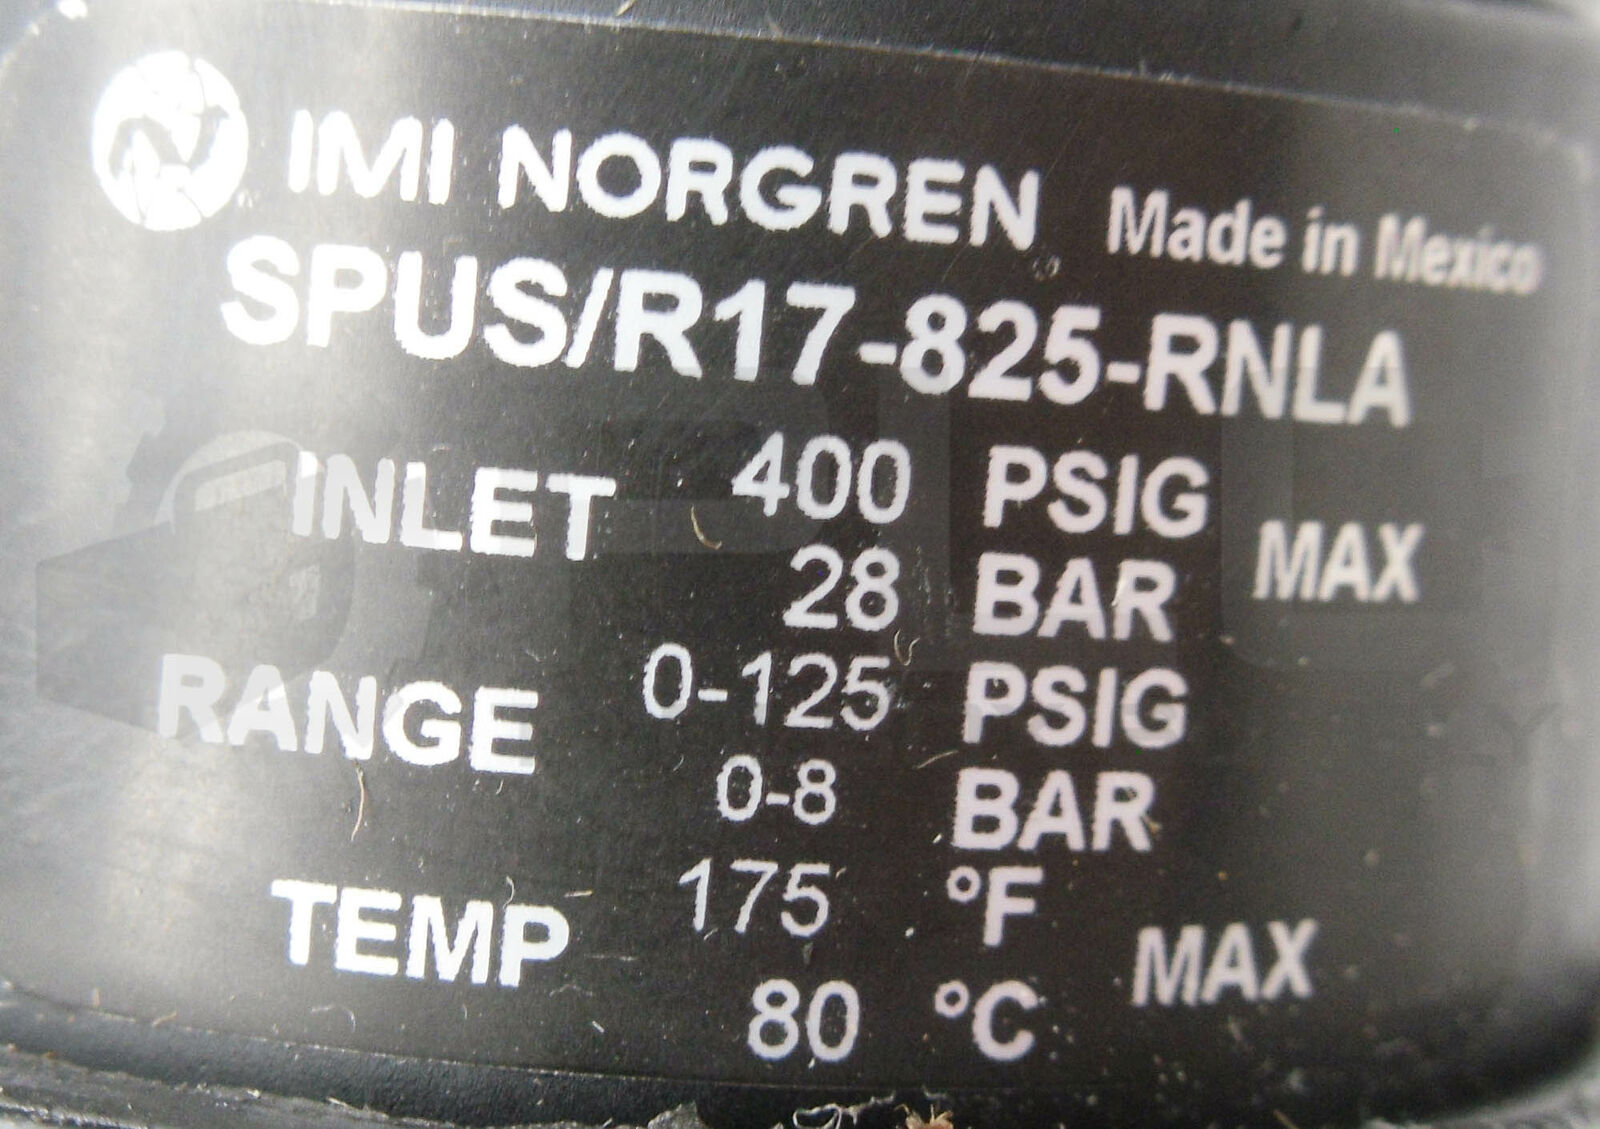 IMI NORGREN Made in Mexico
SPUS/R17-825-RNLA
INLET 400 PSIG
28 BAR MAX
RANGE 0-125 PSIG
0-8 BAR
TEMP 175 °F
80 °C MAX